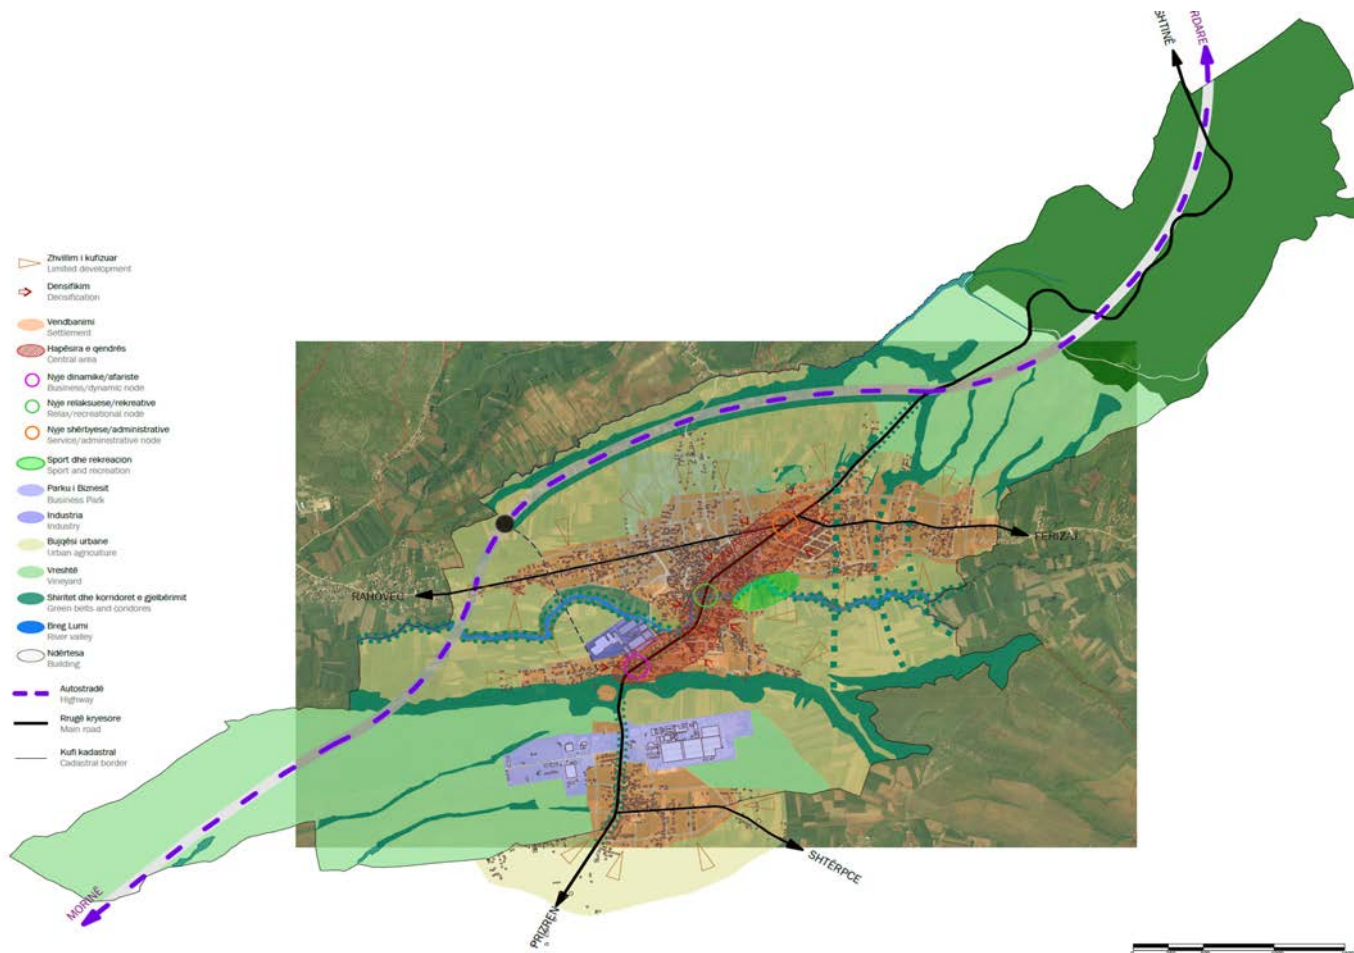 SHTINË
RDARE
Zhvillim i kufizuar
Limited development
Densifikim
Densification
Vendbanimi
Settlement
Hapësira e qendrës
Central area
Nyje dinamike/afariste
Business/dynamic node
Nyje relaksuese/rekreative
Relax/recreational node
Nyje shërbyese/administrative
Service/administrative node
Sport dhe rekreacion
Sport and recreation
Parku i Biznesit
Business Park
Industria
Industry
Bujqësi urbane
Urban agriculture
Vreshtë
Vineyard
Shiritet dhe korridoret e gjelbërimit
Green belts and condores
Breg Lumi
River valley
Ndërtesa
Building
Autostradë
Highway
Rrugë kryesore
Main road
Kufi kadastral
Cadastral border
FERIZAJ
RAHOVEC
SHTËRPCE
MORINË
PRIZREN